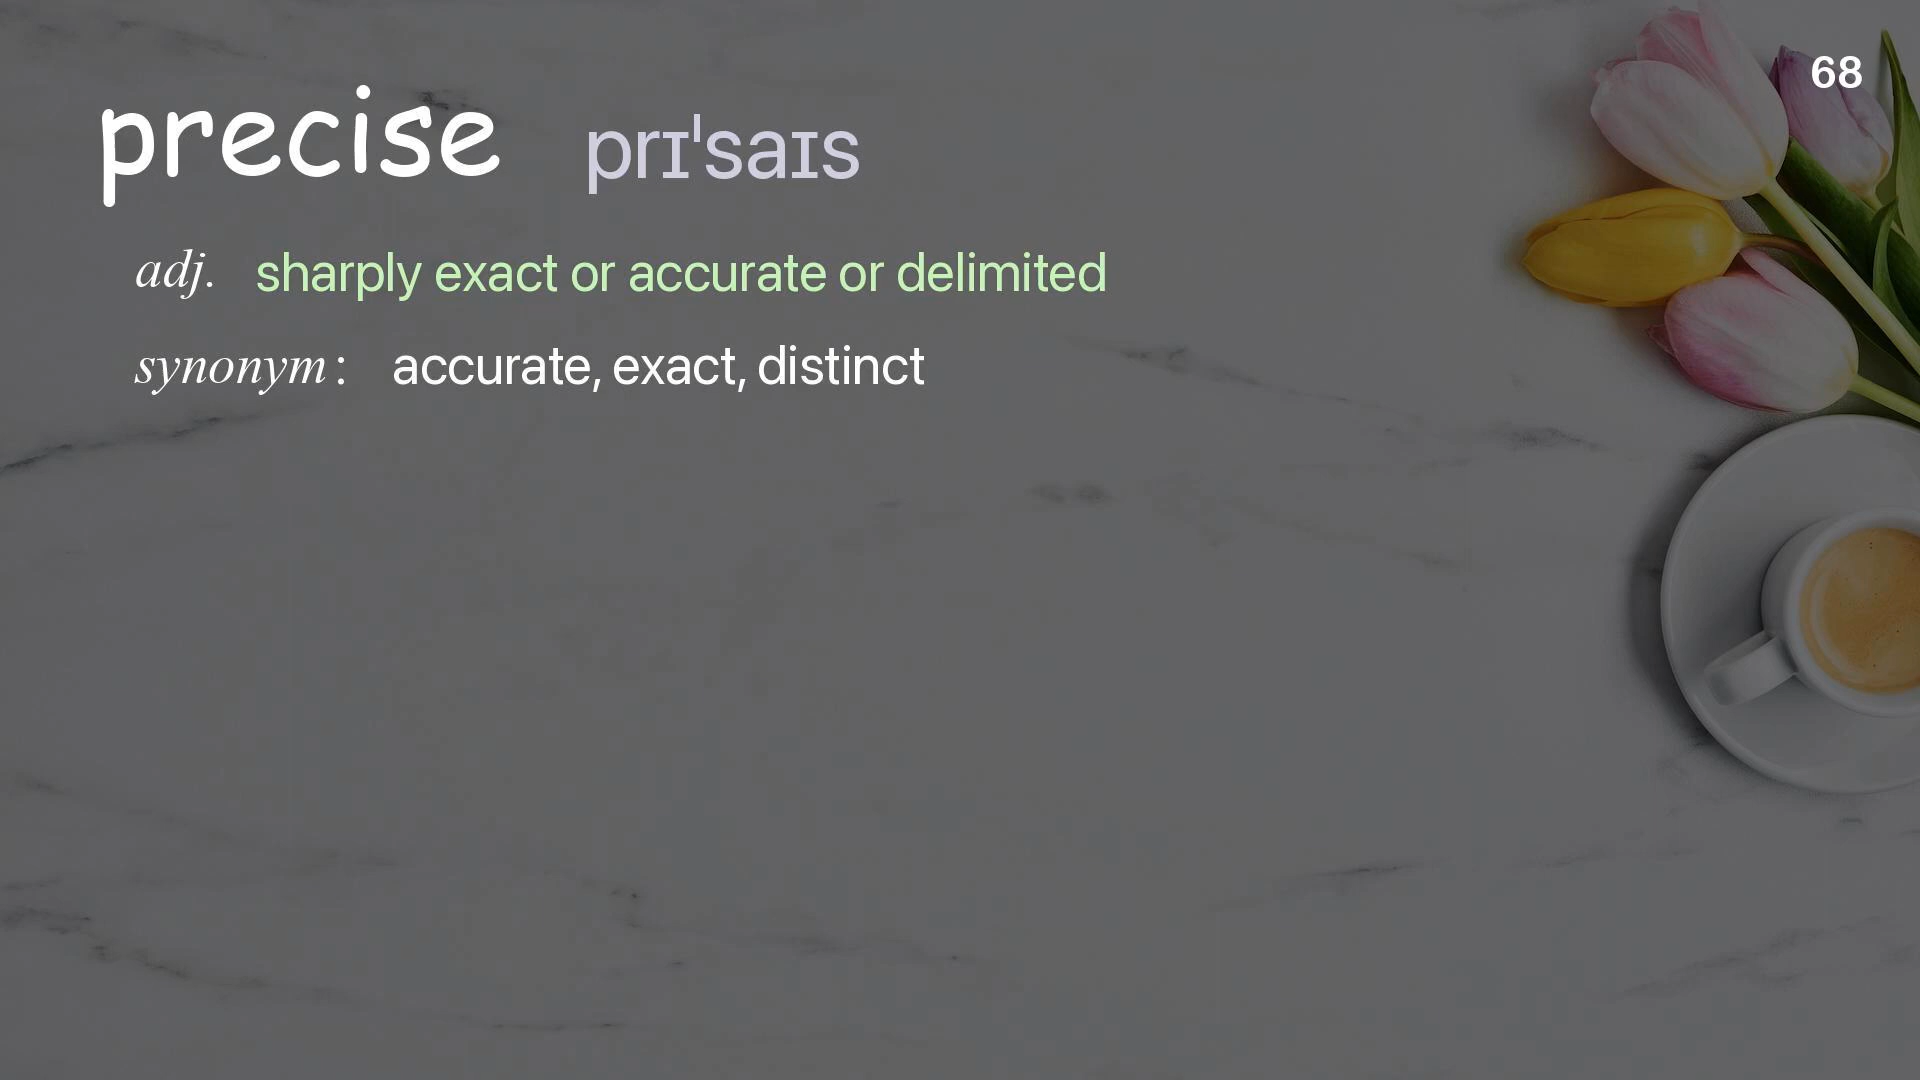 68
precise prɪˈsaɪs
adj. sharply exact or accurate or delimited
synonym: accurate, exact, distinct